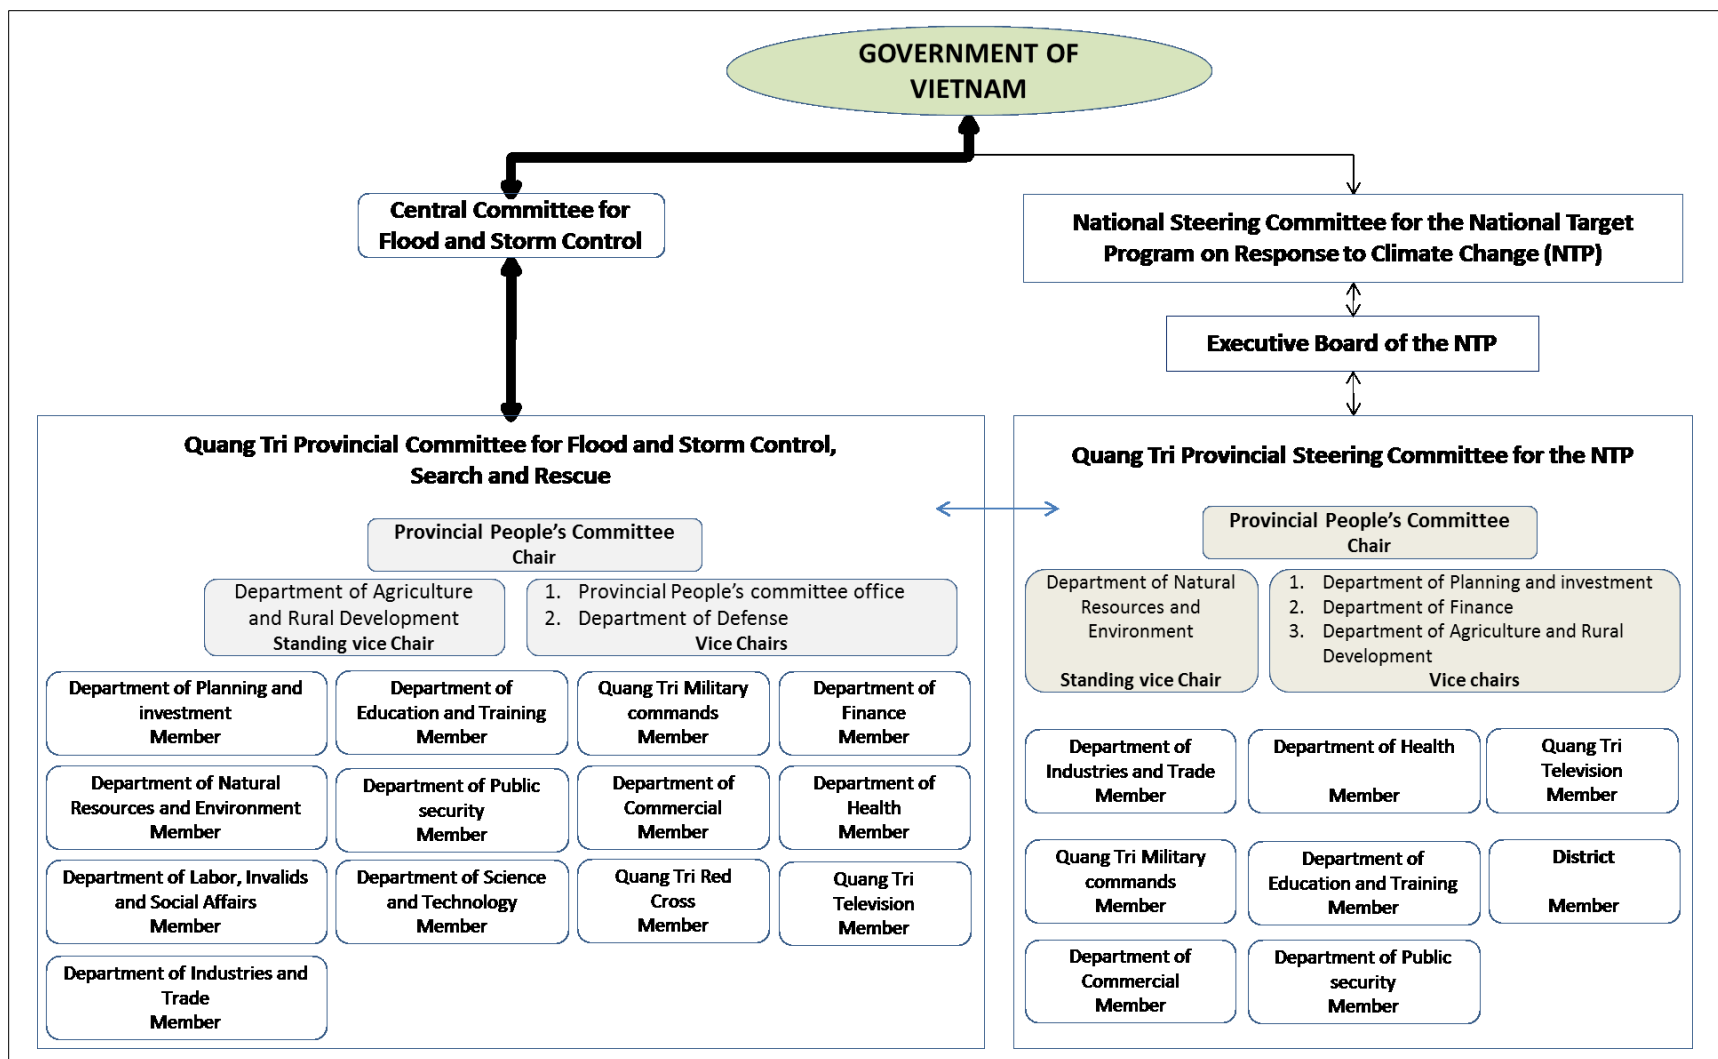 GOVERNMENT OF
VIETNAM
Central Committee for
Flood and Storm Control
National Steering Committee for the National Target
Program on Response to Climate Change (NTP)
Executive Board of the NTP
Quang Tri Provincial Committee for Flood and Storm Control,
Search and Rescue
Provincial People's Committee
Chair
Department of Agriculture
and Rural Development
Standing vice Chair
1. Provincial People's committee office
2. Department of Defense
Vice Chairs
Department of Planning and
investment
Member
Department of
Education and Training
Member
Quang Tri Military
commands
Member
Department of
Finance
Member
Department of Natural
Resources and Environment
Member
Department of Public
security
Member
Department of
Commercial
Member
Department of
Health
Member
Department of Labor, Invalids
and Social Affairs
Member
Department of Science
and Technology
Member
Quang Tri Red
Cross
Member
Quang Tri
Television
Member
Department of Industries and
Trade
Member
Quang Tri Provincial Steering Committee for the NTP
Provincial People's Committee
Chair
Department of Natural
Resources and
Environment
Standing vice Chair
1. Department of Planning and investment
2. Department of Finance
3. Department of Agriculture and Rural
Development
Vice chairs
Department of
Industries and Trade
Member
Department of Health
Member
Quang Tri
Television
Member
Quang Tri Military
commands
Member
Department of
Education and Training
Member
District
Member
Department of
Commercial
Member
Department of Public
security
Member